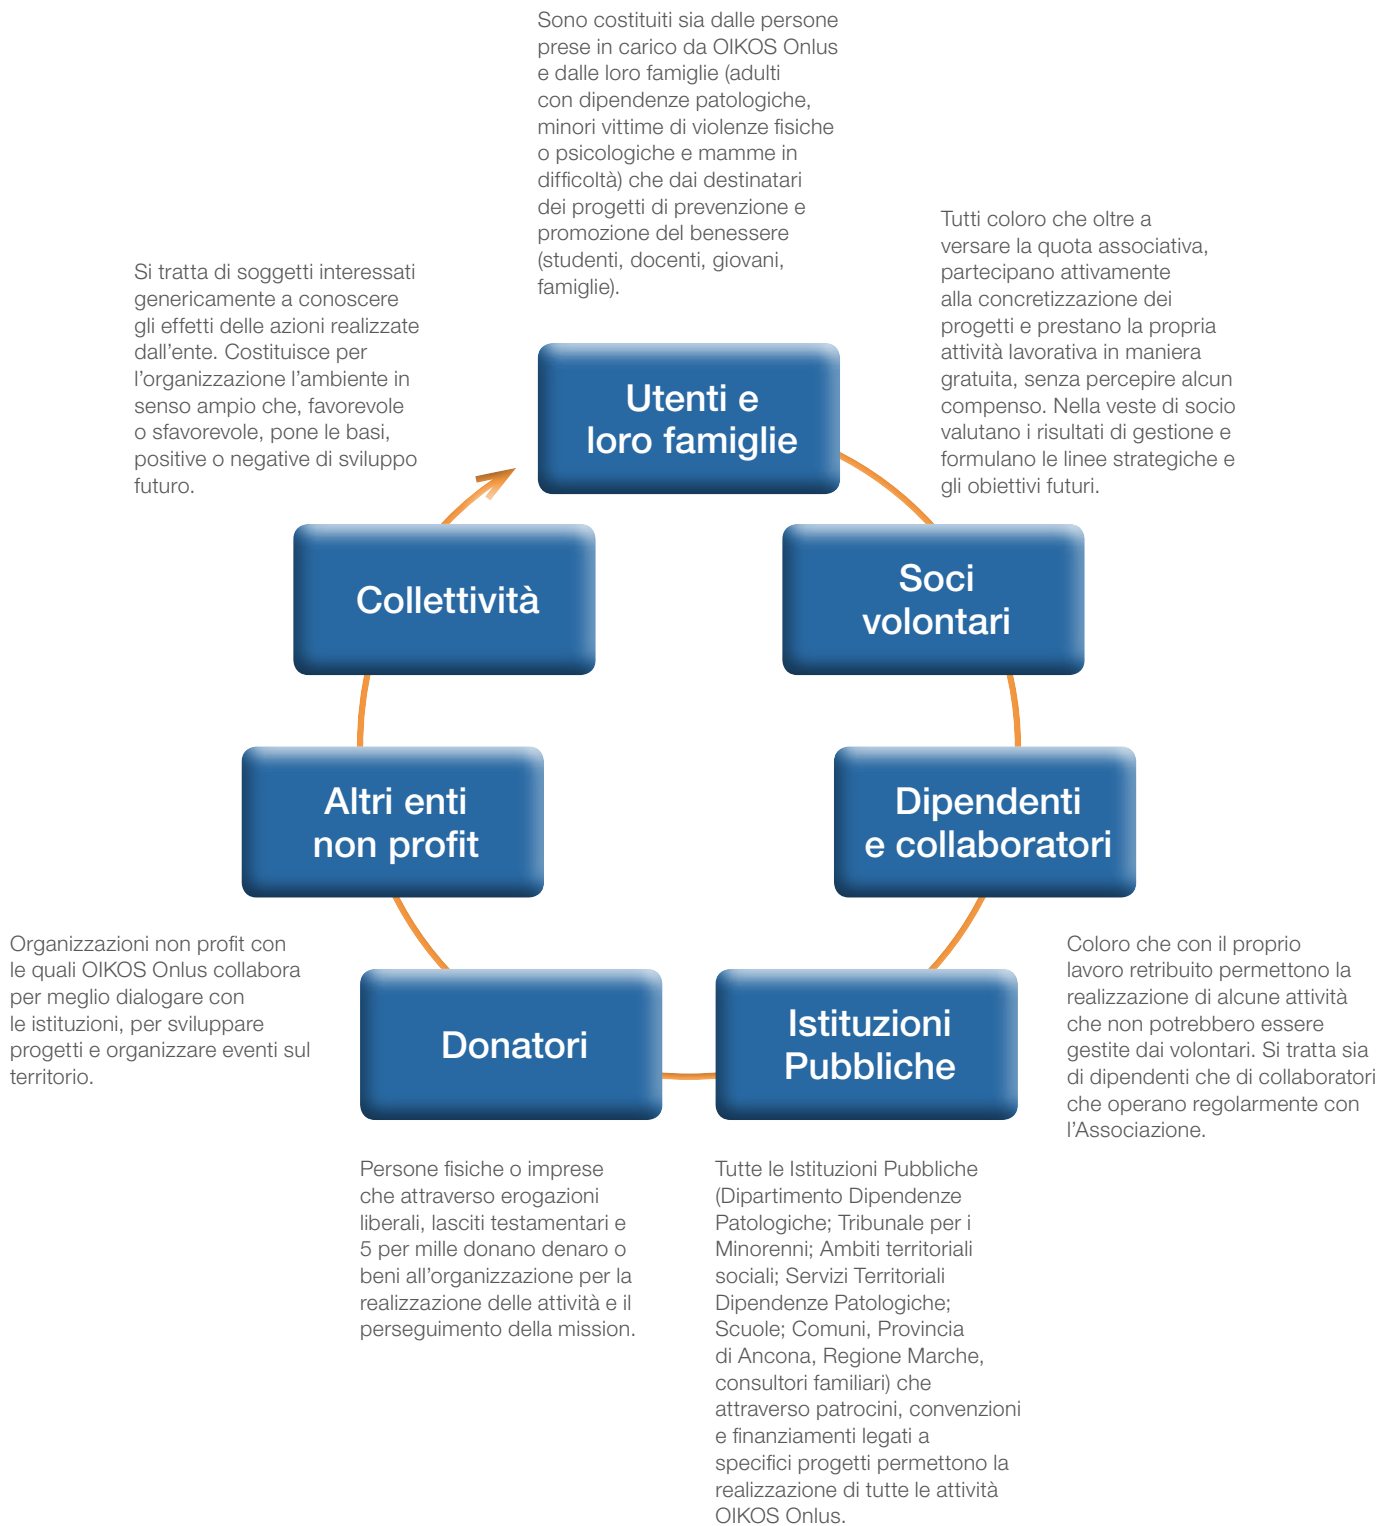 Sono costituiti sia dalle persone
prese in carico da OIKOS Onlus
e dalle loro famiglie (adulti
con dipendenze patologiche,
minori vittime di violenze fisiche
o psicologiche e mamme in
difficoltà) che dai destinatari
dei progetti di prevenzione e
promozione del benessere
(studenti, docenti, giovani,
famiglie).
Utenti e
loro famiglie
Tutti coloro che oltre a
versare la quota associativa,
partecipano attivamente
alla concretizzazione dei
progetti e prestano la propria
attività lavorativa in maniera
gratuita, senza percepire alcun
compenso. Nella veste di socio
valutano i risultati di gestione e
formulano le linee strategiche e
gli obiettivi futuri.
Soci
volontari
Dipendenti
e collaboratori
Coloro che con il proprio
lavoro retribuito permettono la
realizzazione di alcune attività
che non potrebbero essere
gestite dai volontari. Si tratta sia
di dipendenti che di collaboratori
che operano regolarmente con
l’Associazione.
Istituzioni
Pubbliche
Tutte le Istituzioni Pubbliche
(Dipartimento Dipendenze
Patologiche; Tribunale per i
Minorenni; Ambiti territoriali
sociali; Servizi Territoriali
Dipendenze Patologiche;
Scuole; Comuni, Provincia
di Ancona, Regione Marche,
consultori familiari) che
attraverso patrocini, convenzioni
e finanziamenti legati a
specifici progetti permettono la
realizzazione di tutte le attività
OIKOS Onlus.
Donatori
Persone fisiche o imprese
che attraverso erogazioni
liberali, lasciti testamentari e
5 per mille donano denaro o
beni all’organizzazione per la
realizzazione delle attività e il
perseguimento della mission.
Altri enti
non profit
Organizzazioni non profit con
le quali OIKOS Onlus collabora
per meglio dialogare con
le istituzioni, per sviluppare
progetti e organizzare eventi sul
territorio.
Collettività
Si tratta di soggetti interessati
genericamente a conoscere
gli effetti delle azioni realizzate
dall’ente. Costituisce per
l’organizzazione l’ambiente in
senso ampio che, favorevole
o sfavorevole, pone le basi,
positive o negative di sviluppo
futuro.